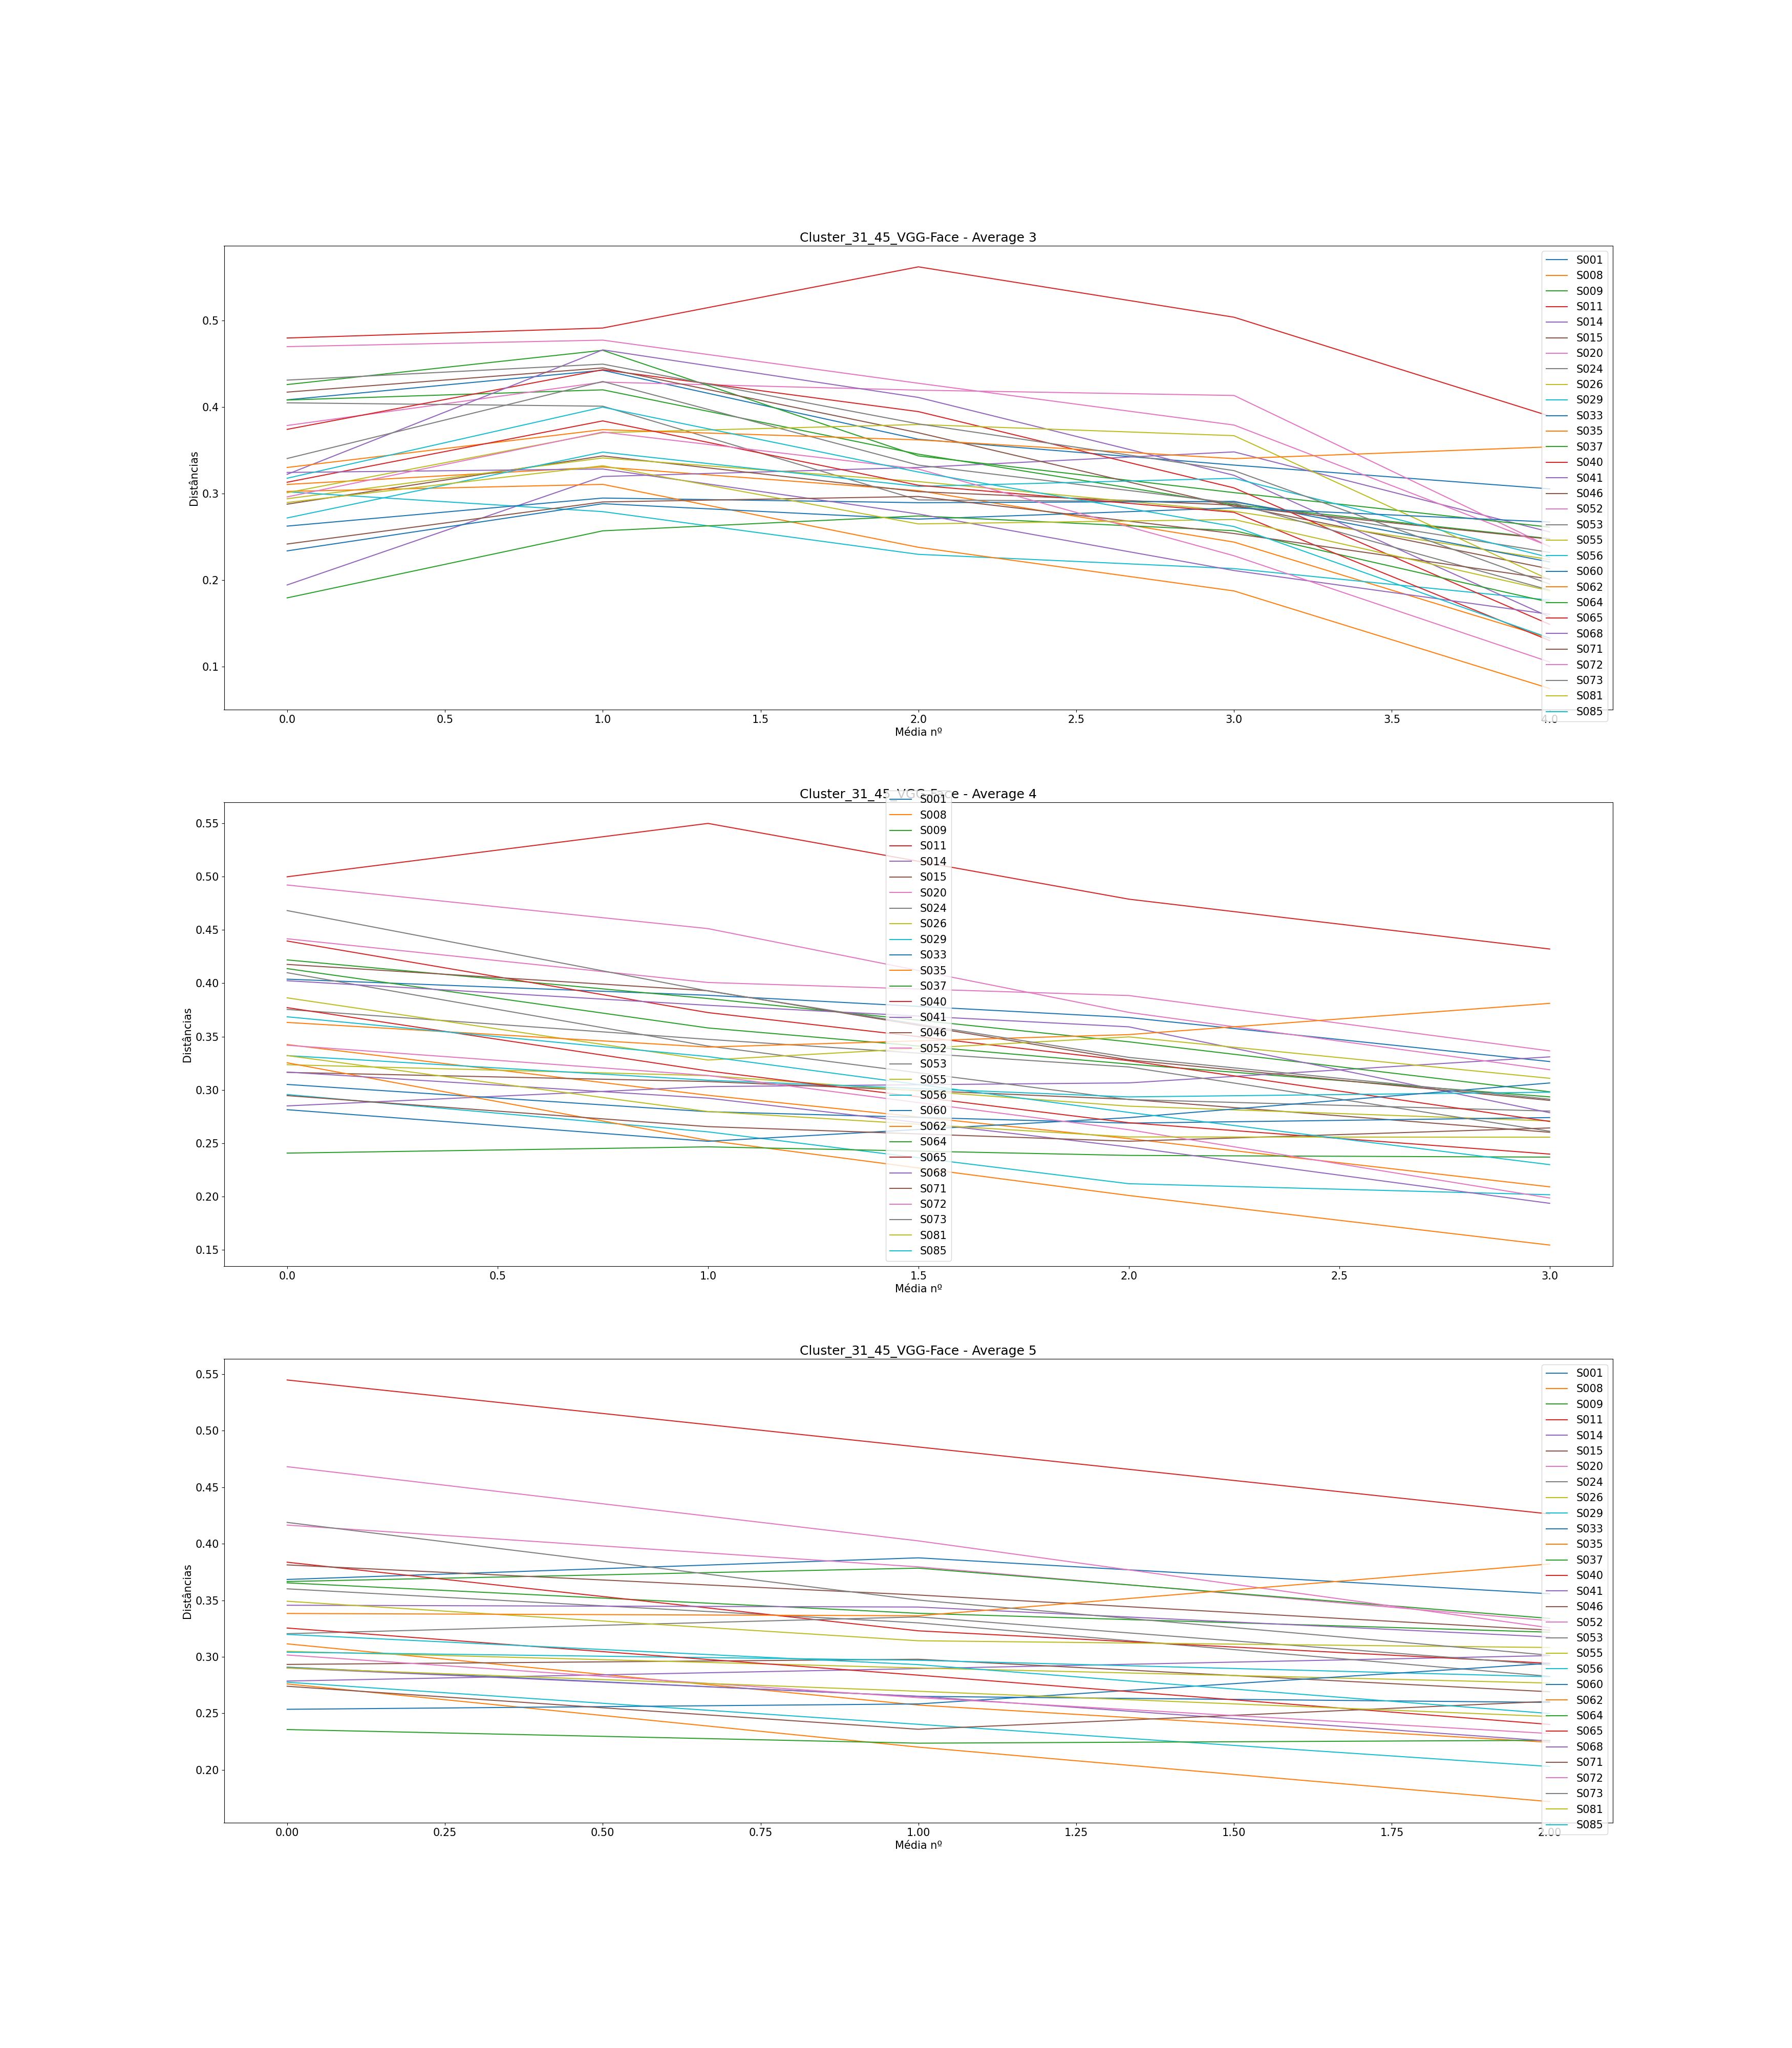 Cluster_31_45_VGG-Face - Average 3
Distâncias
0.5
0.4
0.3
0.2
0.1
0.0
0.5
1.0
1.5
2.0
2.5
3.0
3.5
4.0
Média nº
S001
S008
S009
S011
S014
S015
S020
S024
S026
S029
S033
S035
S037
S040
S041
S046
S052
S053
S055
S056
S060
S062
S064
S065
S068
S071
S072
S073
S081
S085
Cluster_31_45_VGG-Face - Average 4
Distâncias
0.55
0.50
0.45
0.40
0.35
0.30
0.25
0.20
0.15
0.0
0.5
1.0
1.5
2.0
2.5
3.0
Média nº
S001
S008
S009
S011
S014
S015
S020
S024
S026
S029
S033
S035
S037
S040
S041
S046
S052
S053
S055
S056
S060
S062
S064
S065
S068
S071
S072
S073
S081
S085
Cluster_31_45_VGG-Face - Average 5
Distâncias
0.55
0.50
0.45
0.40
0.35
0.30
0.25
0.20
0.00
0.25
0.50
0.75
1.00
1.25
1.50
1.75
2.00
Média nº
S001
S008
S009
S011
S014
S015
S020
S024
S026
S029
S033
S035
S037
S040
S041
S046
S052
S053
S055
S056
S060
S062
S064
S065
S068
S071
S072
S073
S081
S085